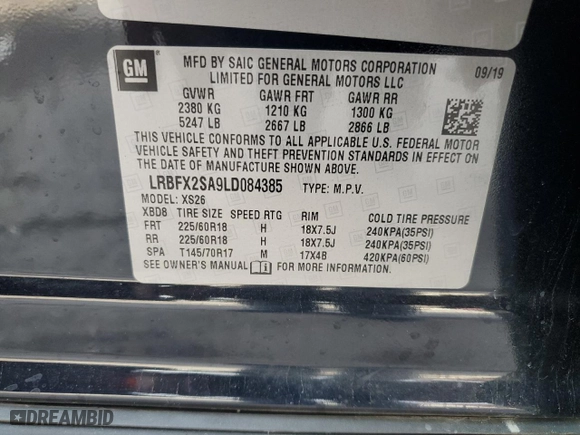 GM
MFD BY SAIC GENERAL MOTORS CORPORATION
LIMITED FOR GENERAL MOTORS LLC
09/19
GVWR GAWR FRT GAWR RR
2380 KG 1210 KG 1300 KG
5247 LB 2667 LB 2866 LB
THIS VEHICLE CONFORMS TO ALL APPLICABLE U.S. FEDERAL MOTOR
VEHICLE SAFETY AND THEFT PREVENTION STANDARDS IN EFFECT ON THE
DATE OF MANUFACTURE SHOWN ABOVE.
LRBFX2SA9LD084385 TYPE: M.P.V.
MODEL: XS26
XBD8 TIRE SIZE SPEED RTG RIM COLD TIRE PRESSURE
FRT 225/60R18 H 18X7.5J 240KPA(35PSI)
RR 225/60R18 H 18X7.5J 240KPA(35PSI)
SPA T145/70R17 M 17X4B 420KPA(60PSI)
SEE OWNER'S MANUAL FOR MORE INFORMATION.
DREAMBID